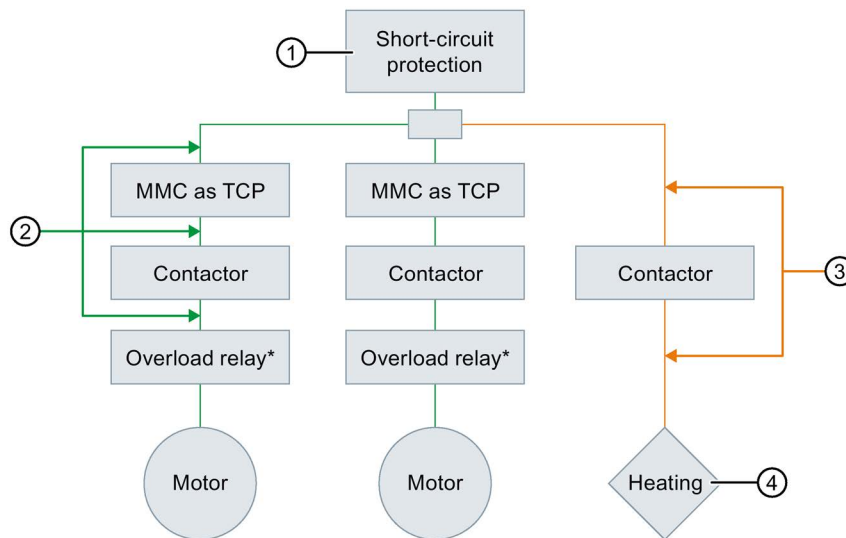 1
Short-circuit
protection
MMC as TCP
MMC as TCP
2
Contactor
Contactor
Contactor
3
Overload relay*
Overload relay*
Motor
Motor
Heating
4